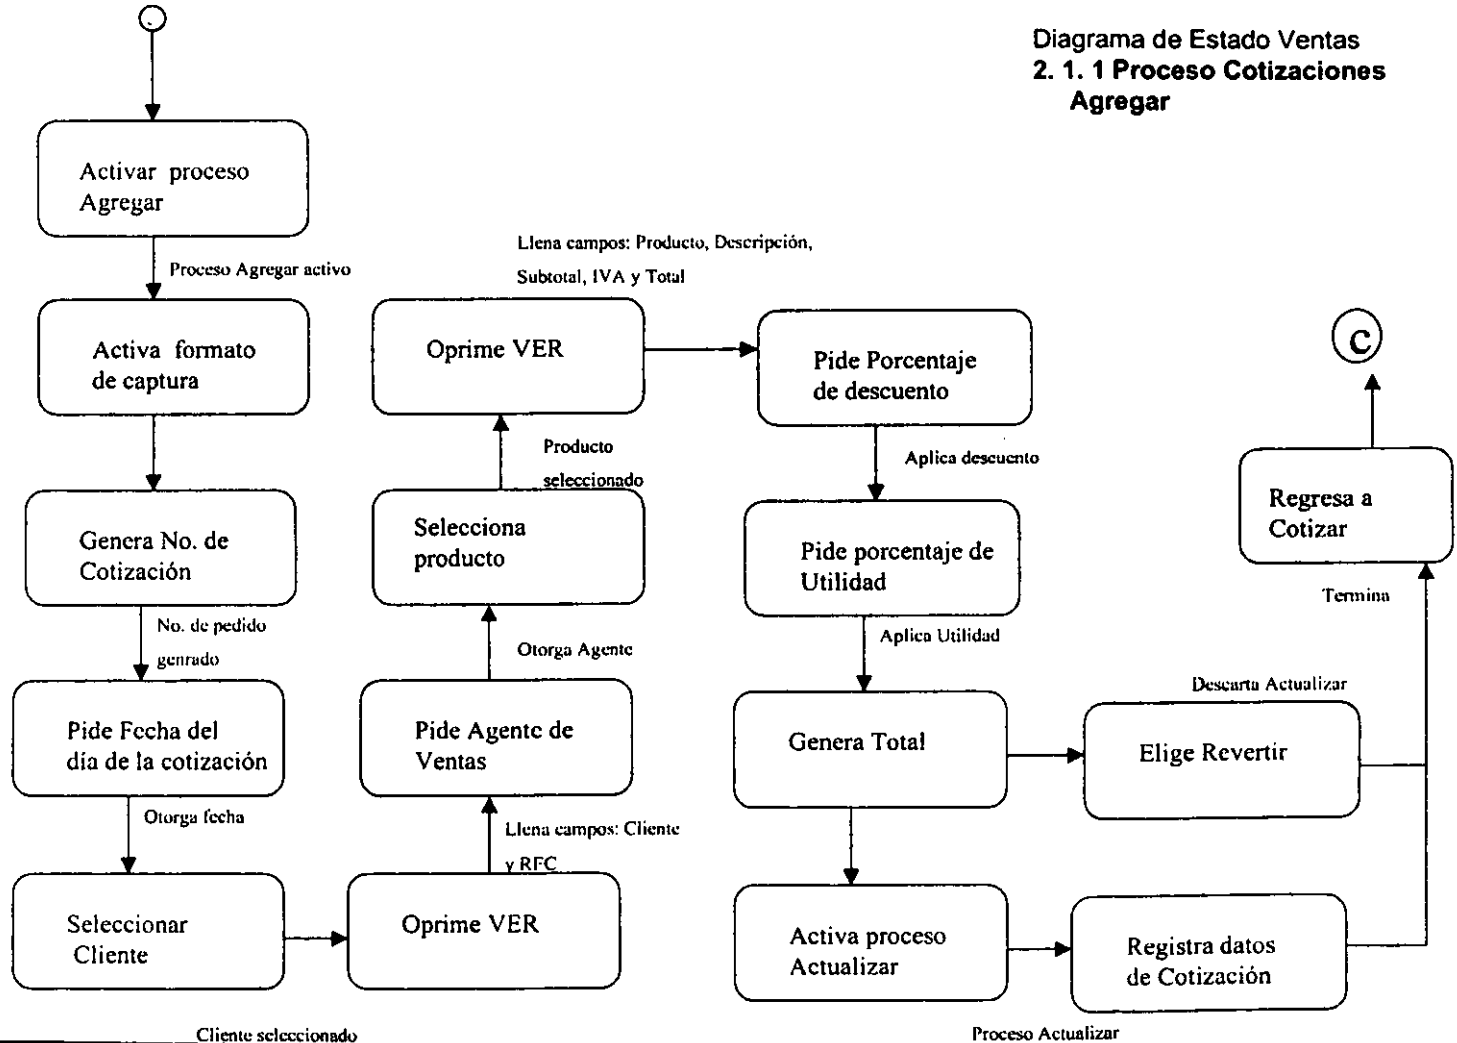 Diagrama de Estado Ventas
2. 1. 1 Proceso Cotizaciones
Agregar
Activar proceso
Agregar
Proceso Agregar activo
Activa formato
de captura
Genera No. de
Cotización
No. de pedido
genrado
Pide Fecha del
día de la cotización
Otorga fecha
Seleccionar
Cliente
Cliente seleccionado
Oprime VER
Llena campos: Cliente
y RFC
Pide Agente de
Ventas
Otorga Agente
Selecciona
producto
Producto
seleccionado
Oprime VER
Llena campos: Producto, Descripción,
Subtotal, IVA y Total
Pide Porcentaje
de descuento
Aplica descuento
Pide porcentaje de
Utilidad
Aplica Utilidad
Genera Total
Elige Revertir
Descarta Actualizar
Activa proceso
Actualizar
Proceso Actualizar
Registra datos
de Cotización
Termina
Regresa a
Cotizar
C